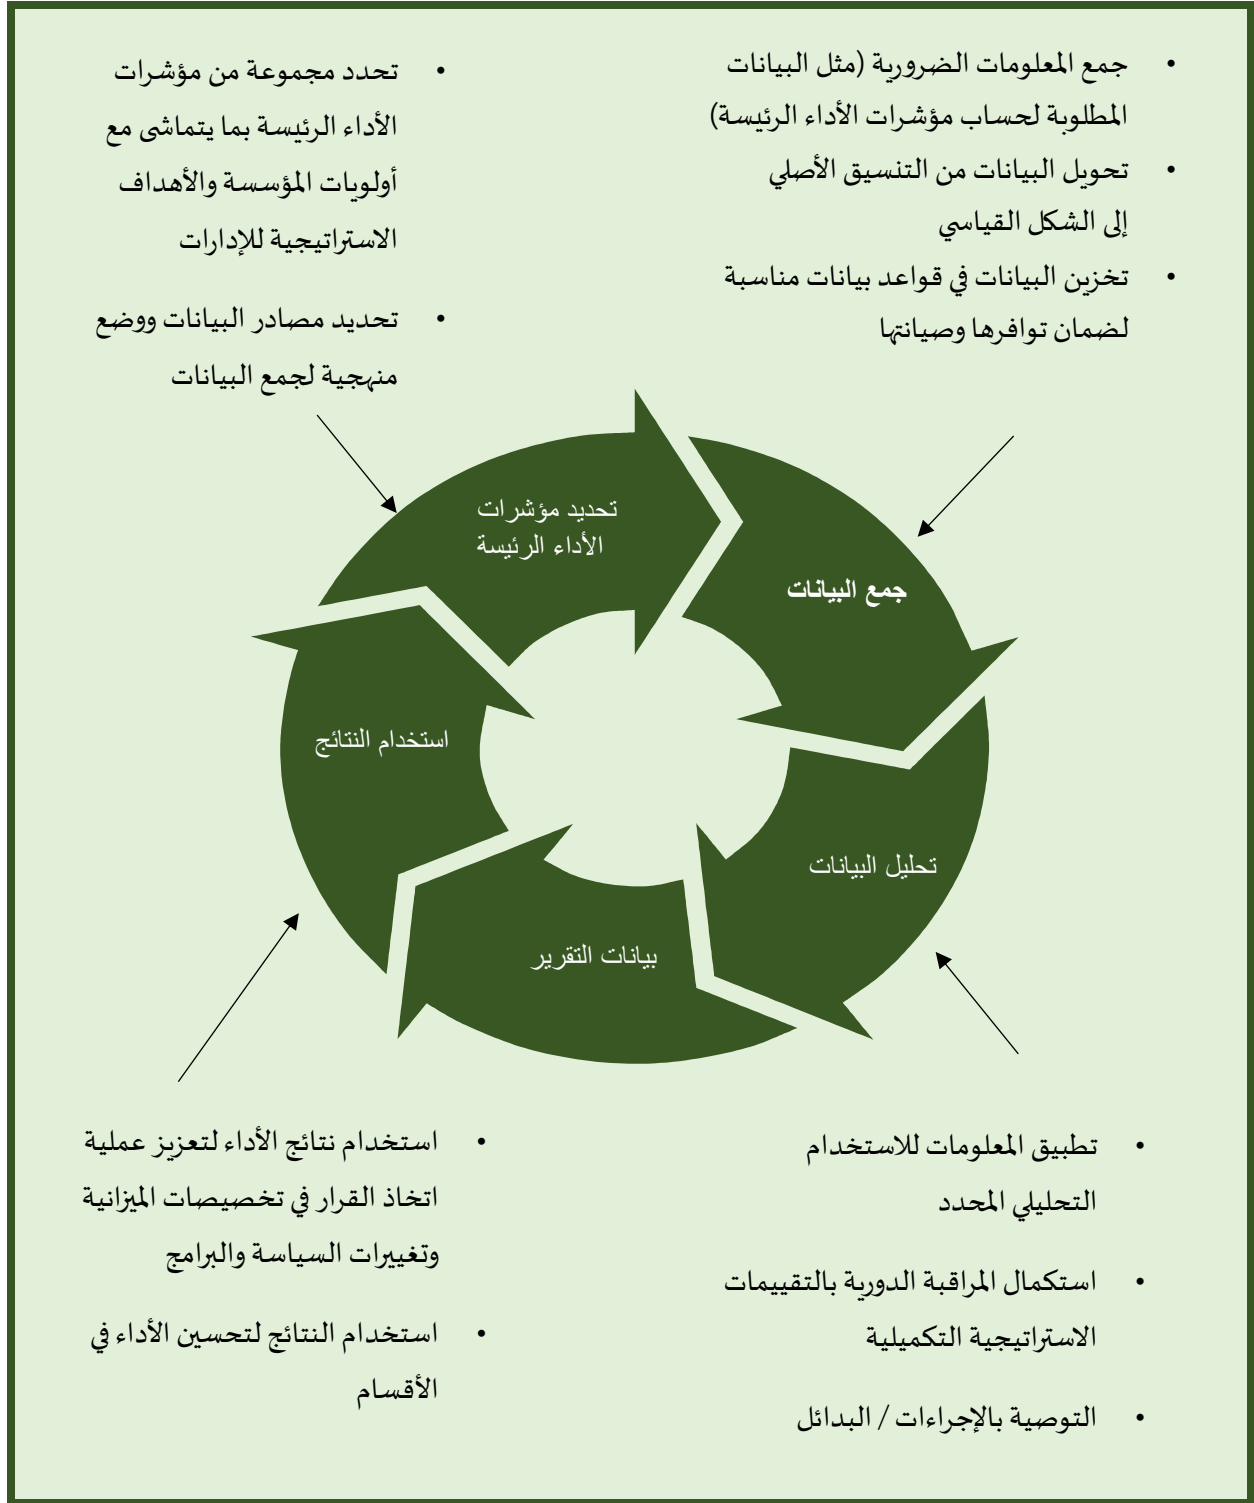 • جمع المعلومات الضرورية (مثل البيانات
المطلوبة لحساب مؤشرات الأداء الرئيسة)
• تحويل البيانات من التنسيق الأصلي
إلى الشكل القياسي
• تخزين البيانات في قواعد بيانات مناسبة
لضمان توافرها وصيانتها
• تحدد مجموعة من مؤشرات
الأداء الرئيسة بما يتماشى مع
أولويات المؤسسة والأهداف
الاستراتيجية للإدارات
• تحديد مصادر البيانات ووضع
منهجية لجمع البيانات
تحديد مؤشرات
الأداء الرئيسة
جمع البيانات
تحليل البيانات
بيانات التقرير
استخدام النتائج
• تطبيق المعلومات للاستخدام
التحليلي المحدد
• استكمال المراقبة الدورية بالتقييمات
الاستراتيجية التكميلية
• التوصية بالإجراءات / البدائل
• استخدام نتائج الأداء لتعزيز عملية
اتخاذ القرار في تخصيصات الميزانية
وتغييرات السياسة والبرامج
• استخدام النتائج لتحسين الأداء في
الأقسام